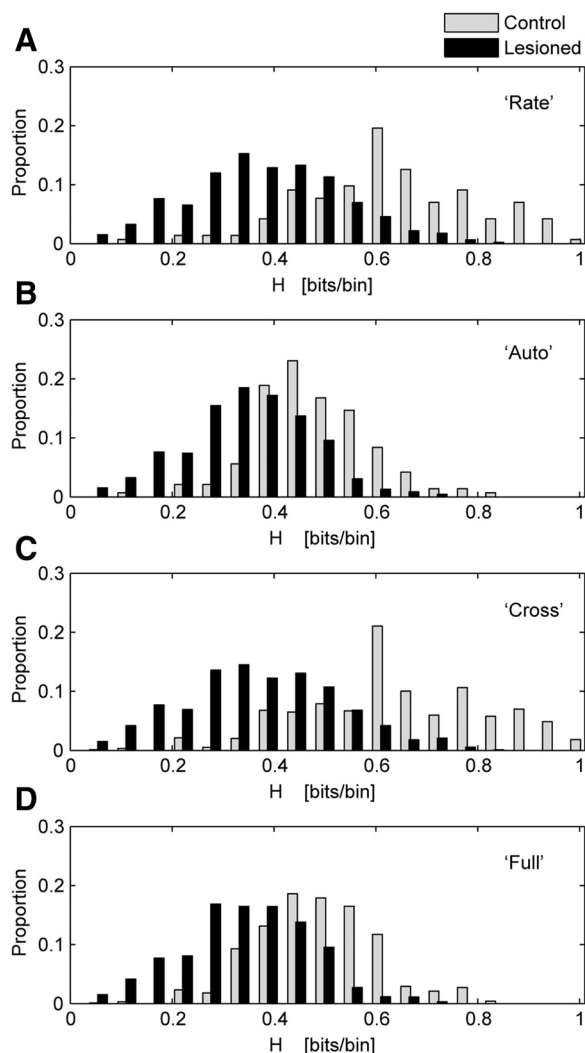 Control
Lesioned
A
0.3
0.2
0.1
0
Proportion
'Rate'
0 0.2 0.4 0.6 0.8 1
H [bits/bin]
B
0.3
0.2
0.1
0
Proportion
'Auto'
0 0.2 0.4 0.6 0.8 1
H [bits/bin]
C
0.3
0.2
0.1
0
Proportion
'Cross'
0 0.2 0.4 0.6 0.8 1
H [bits/bin]
D
0.3
0.2
0.1
0
Proportion
'Full'
0 0.2 0.4 0.6 0.8 1
H [bits/bin]